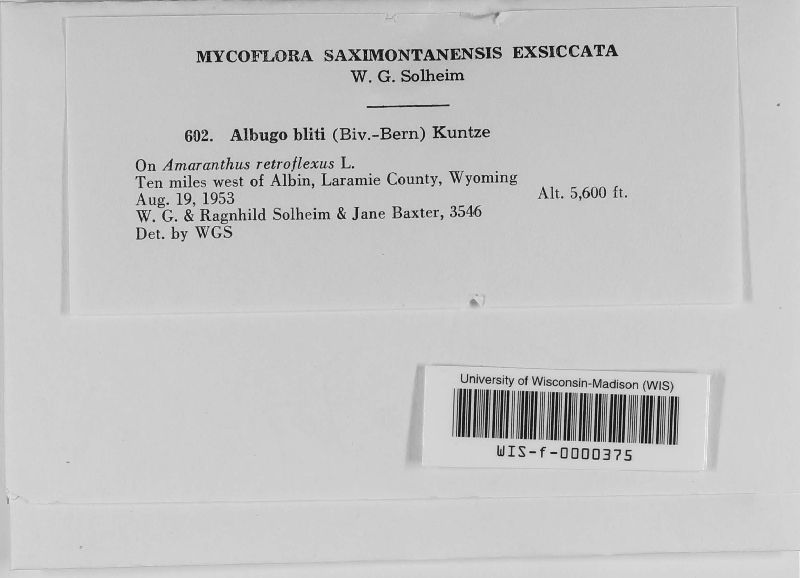 MYCOFLORA SAXIMONTANENSIS EXSICCATA
W. G. Solheim
602. Albugo bliti (Biv.-Bern) Kuntze
On Amaranthus retroflexus L.
Ten miles west of Albin, Laramie County, Wyoming
Aug. 19, 1953
Alt. 5,600 ft.
W. G. & Ragnhild Solheim & Jane Baxter, 3546
Det. by WGS
University of Wisconsin-Madison (WIS)
WIS-f-0000375